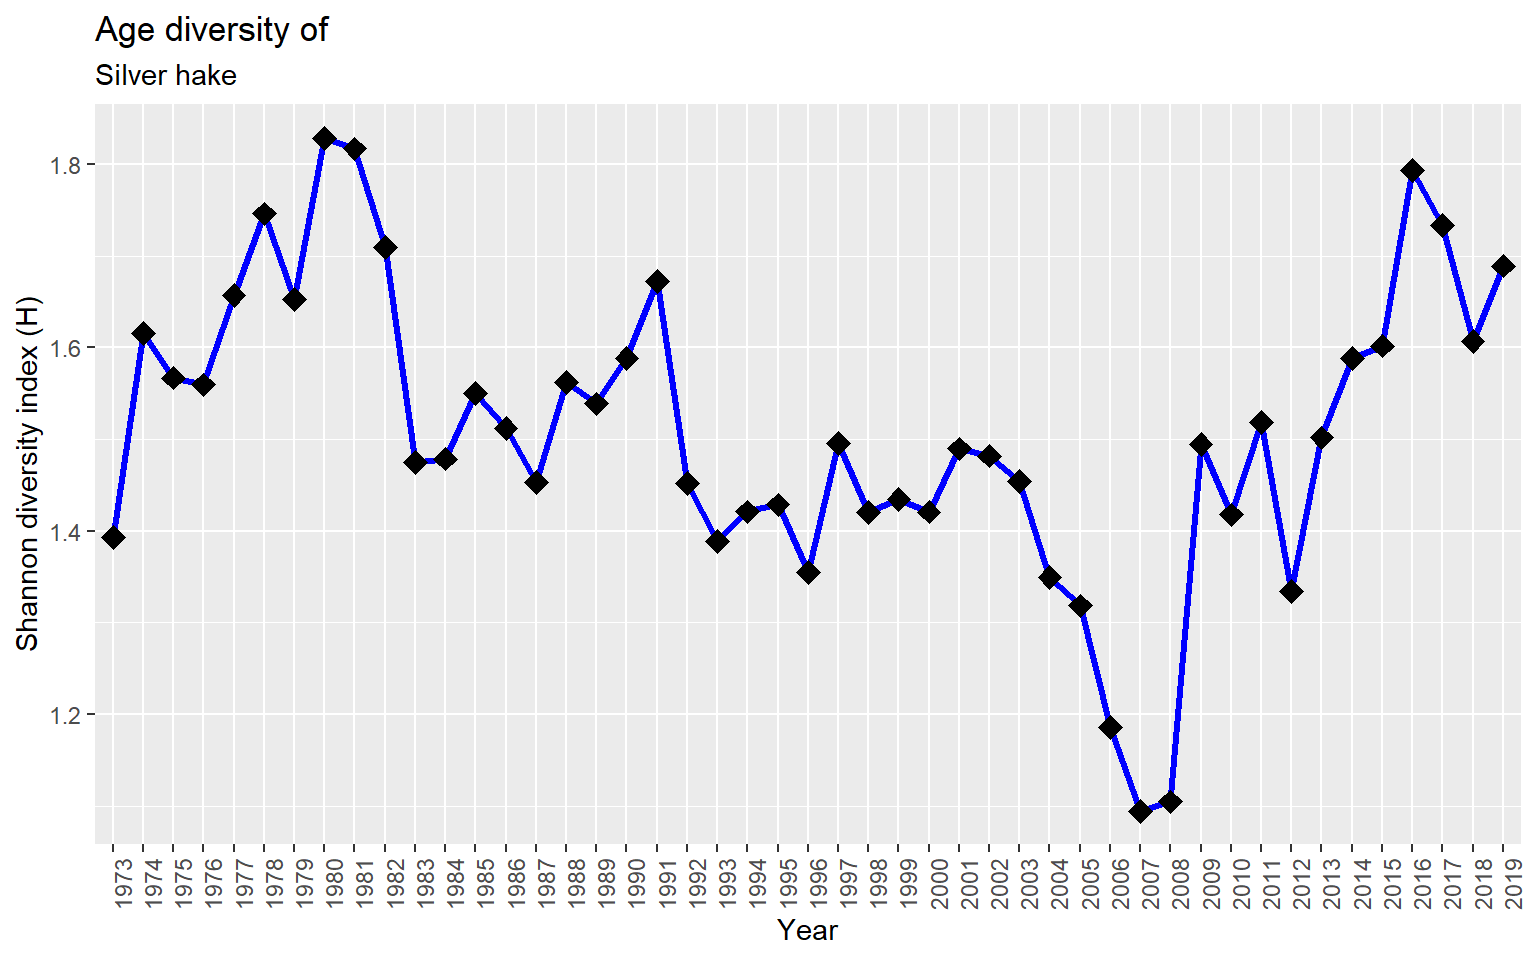 Age diversity of
Silver hake
Shannon diversity index (H)
1.8
1.6
1.4
1.2
1973 1974 1975 1976 1977 1978 1979 1980 1981 1982 1983 1984 1985 1986 1987 1988 1989 1990 1991 1992 1993 1994 1995 1996 1997 1998 1999 2000 2001 2002 2003 2004 2005 2006 2007 2008 2009 2010 2011 2012 2013 2014 2015 2016 2017 2018 2019
Year